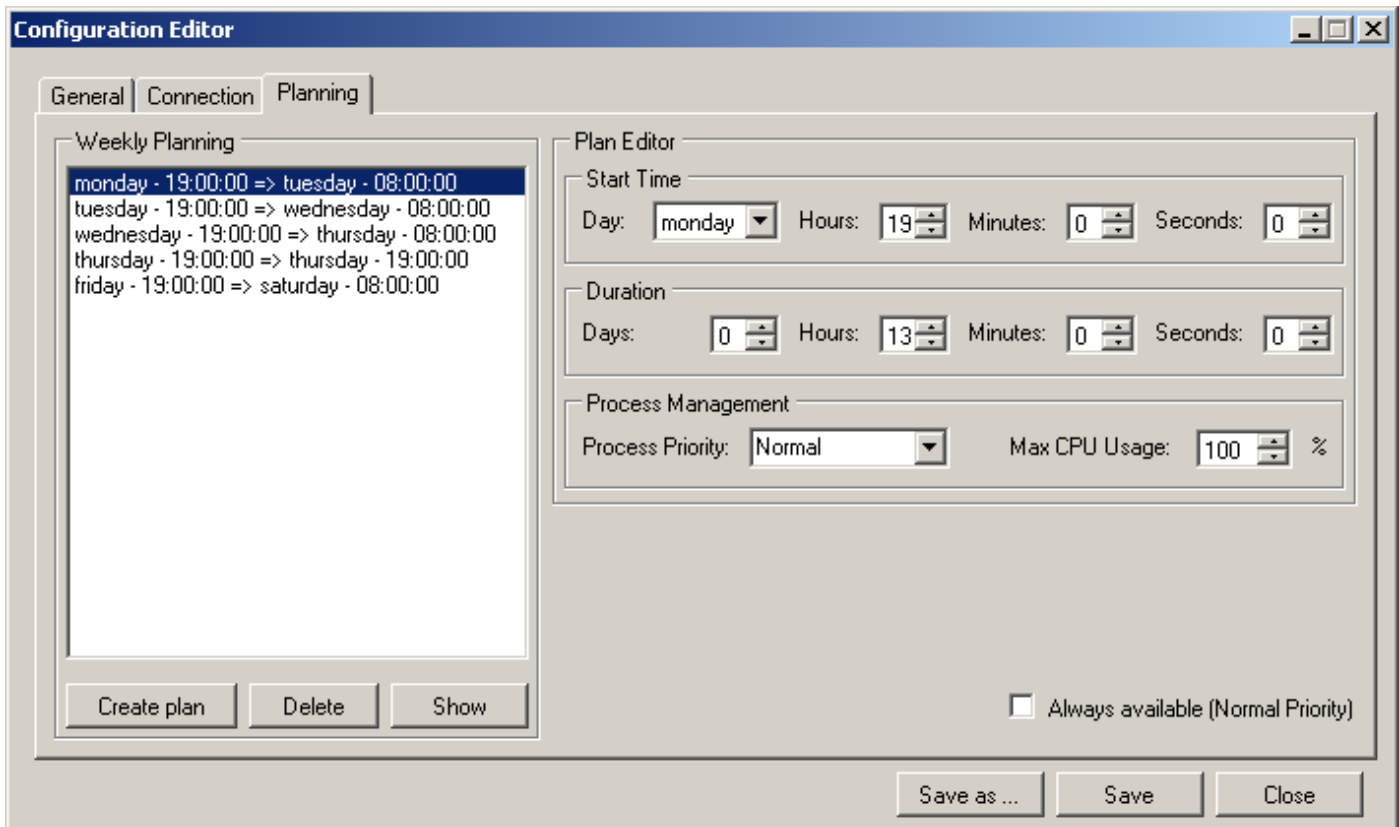 Configuration Editor
General Connection Planning
Weekly Planning
monday - 19:00:00 => tuesday - 08:00:00
tuesday - 19:00:00 => wednesday - 08:00:00
wednesday - 19:00:00 => thursday - 08:00:00
thursday - 19:00:00 => thursday - 19:00:00
friday - 19:00:00 => saturday - 08:00:00
Create plan Delete Show
Plan Editor
Start Time
Day: monday Hours: 19 Minutes: 0 Seconds: 0
Duration
Days: 0 Hours: 13 Minutes: 0 Seconds: 0
Process Management
Process Priority: Normal Max CPU Usage: 100 %
Always available (Normal Priority)
Save as ... Save Close